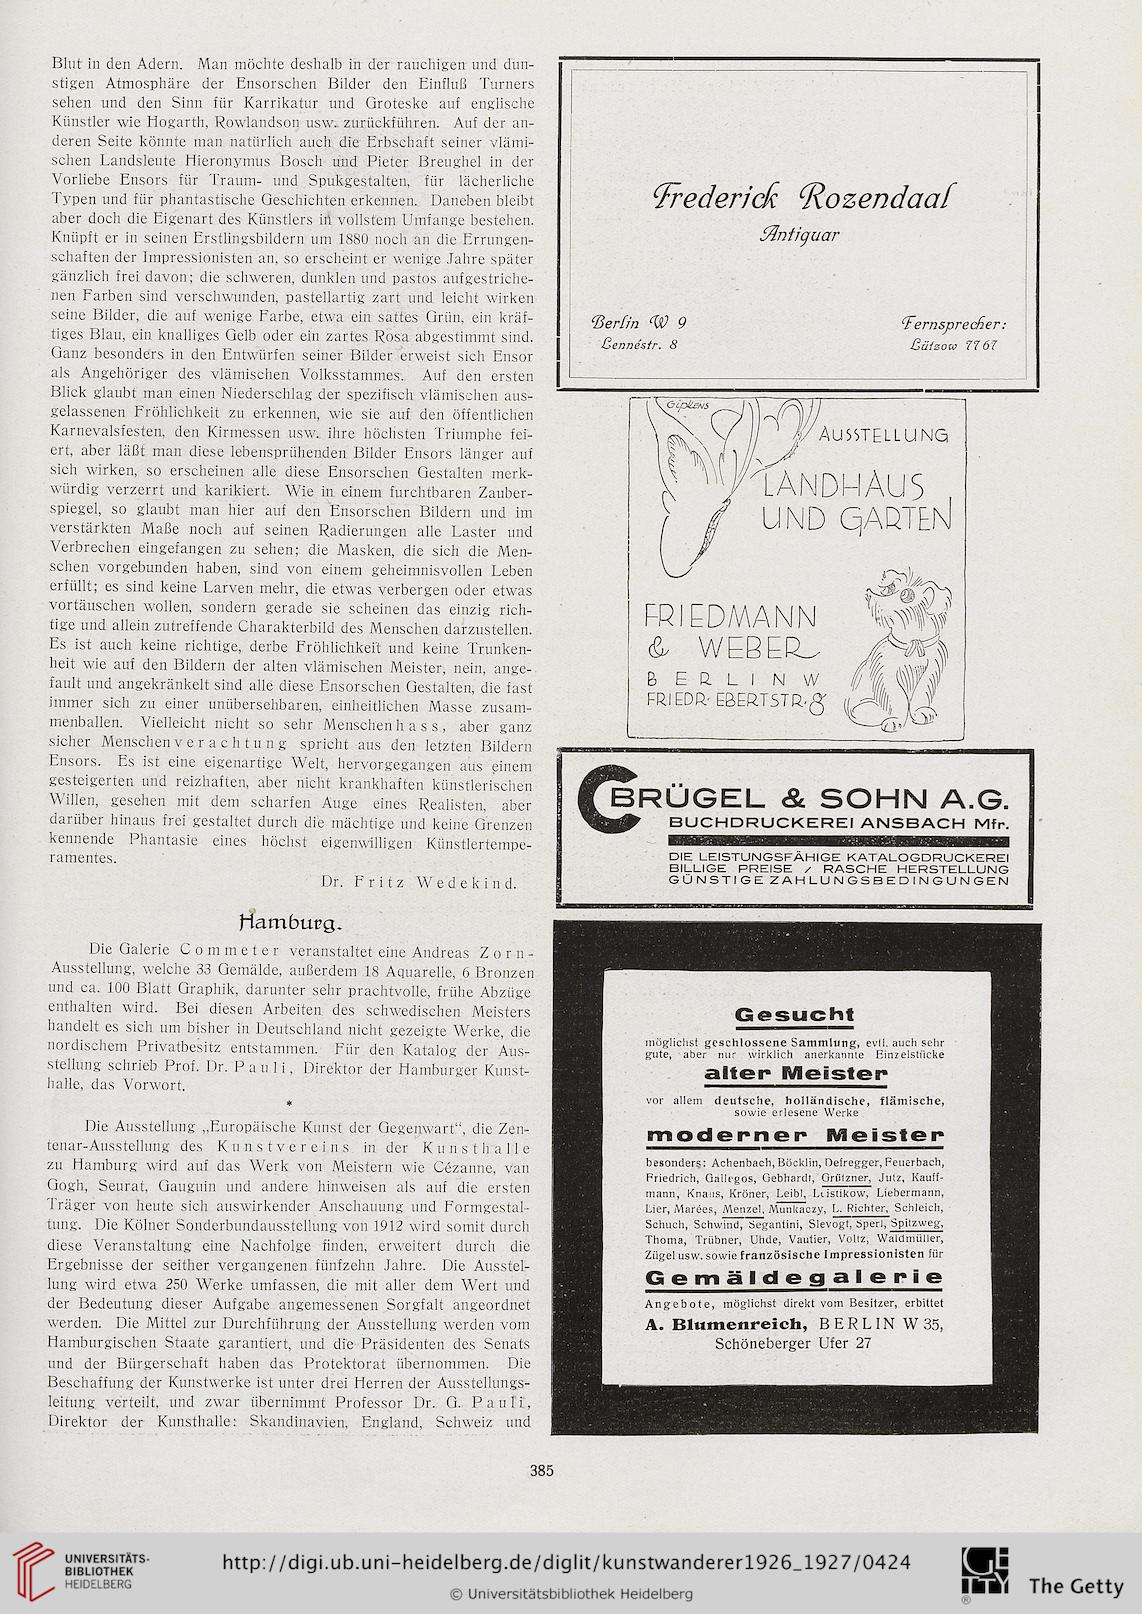 Blut in den Adern. Man möchte deshalb in der rauchigen und dun-
stigen Atmosphäre der Ensorschen Bilder den Einfluß Turners
sehen und den Sinn für Karrikatur und Groteske auf englische
Künstler wie Hogarth, Rowlandson usw. zurückführen. Auf der an-
deren Seite könnte man natürlich auch die Erbschaft seiner vlämi-
schen Landsleute Hieronymus Bosch und Pieter Breughel in der
Vorliebe Ensors für Traum- und Spukgestalten, für lächerliche
Typen und für phantastische Geschichten erkennen. Daneben bleibt
aber doch die Eigenart des Künstlers in vollstem Umfange bestehen.
Knüpft er in seinen Erstlingsbildern um 1880 noch an die Errungen-
schaften der Impressionisten an, so erscheint er wenige Jahre später
gänzlich frei davon; die schweren, dunklen und pastos aufgestriche-
nen Farben sind verschwunden, pastellartig zart und leicht wirken
seine Bilder, die auf wenige Farbe, etwa ein sattes Grün, ein kräf-
tiges Blau, ein knalliges Gelb oder ein zartes Rosa abgestimmt sind.
Ganz besonders in den Entwürfen seiner Bilder erweist sich Ensor
als Angehöriger des vlämischen Volksstammes. Auf den ersten
Blick glaubt man einen Niederschlag der spezifisch vlämischen aus-
gelassenen Fröhlichkeit zu erkennen, wie sie auf den öffentlichen
Karnevalsfesten, den Kirmessen usw. ihre höchsten Triumphe fei-
ert, aber läßt man diese lebensprühenden Bilder Ensors länger auf
sich wirken, so erscheinen alle diese Ensorschen Gestalten merk-
würdig verzerrt und karikiert. Wie in einem furchtbaren Zauber-
spiegel, so glaubt man hier auf den Ensorschen Bildern und im
verstärkten Maße noch auf seinen Radierungen alle Laster und
Verbrechen eingefangen zu sehen; die Masken, die sich die Men-
schen vorgebunden haben, sind von einem geheimnisvollen Leben
erfüllt; es sind keine Larven mehr, die etwas verbergen oder etwas
vortäuschen wollen, sondern gerade sie scheinen das einzig rich-
tige und allein zutreffende Charakterbild des Menschen darzustellen.
Es ist auch keine richtige, derbe Fröhlichkeit und keine Trunken-
heit wie auf den Bildern der alten vlämischen Meister, nein, ange-
fault und angekränkelt sind alle diese Ensorschen Gestalten, die fast
immer sich zu einer unübersehbaren, einheitlichen Masse zusam-
menballen. Vielleicht nicht so sehr Menschenhass, aber ganz
sicher Menschenverachtung spricht aus den letzten Bildern
Ensors. Es ist eine eigenartige Welt, hervorgegangen aus einem
gesteigerten und reizhaften, aber nicht krankhaften künstlerischen
Willen, gesehen mit dem scharfen Auge eines Realisten, aber
darüber hinaus frei gestaltet durch die mächtige und keine Grenzen
kennende Phantasie eines höchst eigenwilligen Künstlertempe-
ramentes.
Dr. Fritz Wedekind.
Hamburg.
Die Galerie Commeter veranstaltet eine Andreas Zorn-
Ausstellung, welche 33 Gemälde, außerdem 18 Aquarelle, 6 Bronzen
und ca. 100 Blatt Graphik, darunter sehr prachtvolle, frühe Abzüge
enthalten wird. Bei diesen Arbeiten des schwedischen Meisters
handelt es sich um bisher in Deutschland nicht gezeigte Werke, die
nordischem Privatbesitz entstammen. Für den Katalog der Aus-
stellung schrieb Prof. Dr. Pauli, Direktor der Hamburger Kunst-
halle, das Vorwort.
*
Die Ausstellung „Europäische Kunst der Gegenwart“, die Zen-
tenar-Ausstellung des Kunstvereins in der Kunsthalle
zu Hamburg wird auf das Werk von Meistern wie Cézanne, van
Gogh, Seurat, Gauguin und andere hinweisen als auf die ersten
Träger von heute sich auswirkender Anschauung und Formgestal-
tung. Die Kölner Sonderbundausstellung von 1912 wird somit durch
diese Veranstaltung eine Nachfolge finden, erweitert durch die
Ergebnisse der seither vergangenen fünfzehn Jahre. Die Ausstel-
lung wird etwa 250 Werke umfassen, die mit aller dem Wert und
der Bedeutung dieser Aufgabe angemessenen Sorgfalt angeordnet
werden. Die Mittel zur Durchführung der Ausstellung werden vom
Hamburgischen Staate garantiert, und die Präsidenten des Senats
und der Bürgerschaft haben das Protektorat übernommen. Die
Beschaffung der Kunstwerke ist unter drei Herren der Ausstellungs-
leitung verteilt, und zwar übernimmt Professor Dr. G. Pauli,
Direktor der Kunsthalle: Skandinavien, England, Schweiz und
Frederick Rozendaal
Antiquar
Berlin W 9
Lennéstr. 8
Fernsprecher:
Lützow 7767
Gipkens
AUSSTELLUNG
LANDHAUS
UND GARTEN
FRIEDMANN
& WEBER
BERLIN W
FRIEDR. EBERTSTR. 8
BRÜGEL & SOHN A.G.
BUCHDRUCKEREI ANSBACH Mfr.
DIE LEISTUNGSFÄHIGE KATALOGDRUCKEREI
BILLIGE PREISE / RASCHE HERSTELLUNG
GÜNSTIGE ZAHLUNGSBEDINGUNGEN
Gesucht
möglichst geschlossene Sammlung, evtl. auch sehr
gute, aber nur wirklich anerkannte Einzelstücke
alter Meister
vor allem deutsche, holländische, flämische,
sowie erlesene Werke
moderner Meister
besonders: Achenbach, Böcklin, Defregger, Feuerbach,
Friedrich, Gallegos, Gebhardt, Grützner, Jutz, Kauff-
mann, Knaus, Kröner, Leibl, Leistikow, Liebermann,
Lier, Marées, Menzel, Munkaczy, L. Richter, Schleich,
Schuch, Schwind, Segantini, Slevogt, Sperl, Spitzweg,
Thoma, Trübner, Uhde, Vautier, Voltz, Waldmüller,
Zügel usw. sowie französische Impressionisten für
Gemäldegalerie
Angebote, möglichst direkt vom Besitzer, erbittet
A. Blumenreich, BERLIN W 35,
Schöneberger Ufer 27
385
UNIVERSITÄTS-
BIBLIOTHEK
HEIDELBERG
http://digi.ub.uni-heidelberg.de/diglit/kunstwanderer1926_1927/0424
© Universitätsbibliothek Heidelberg
GETTY
The Getty